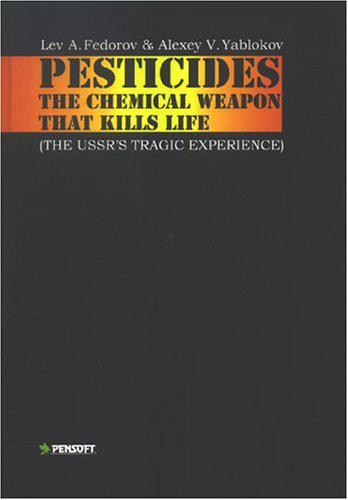 Lev A. Fedorov & Alexey V. Yablokov
PESTICIDES
THE CHEMICAL WEAPON
THAT KILLS LIFE
(THE USSR'S TRAGIC EXPERIENCE)
PENSOFT